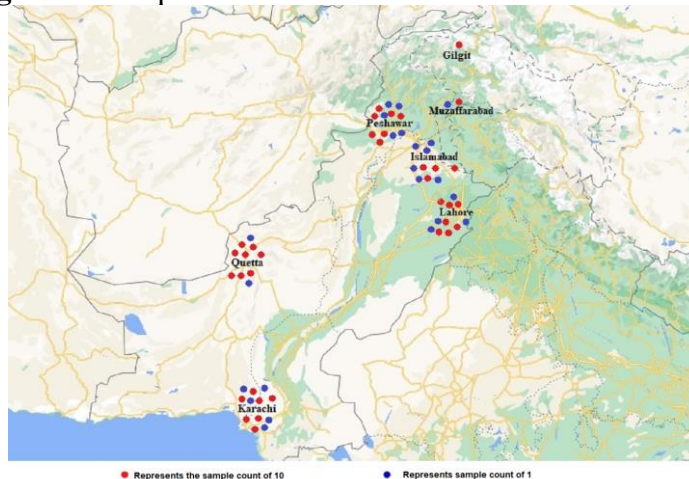 Gilgit
Muzaffarabad
Peshawar
Islamabad
Lahore
Quetta
Karachi
Represents the sample count of 10
Represents sample count of 1